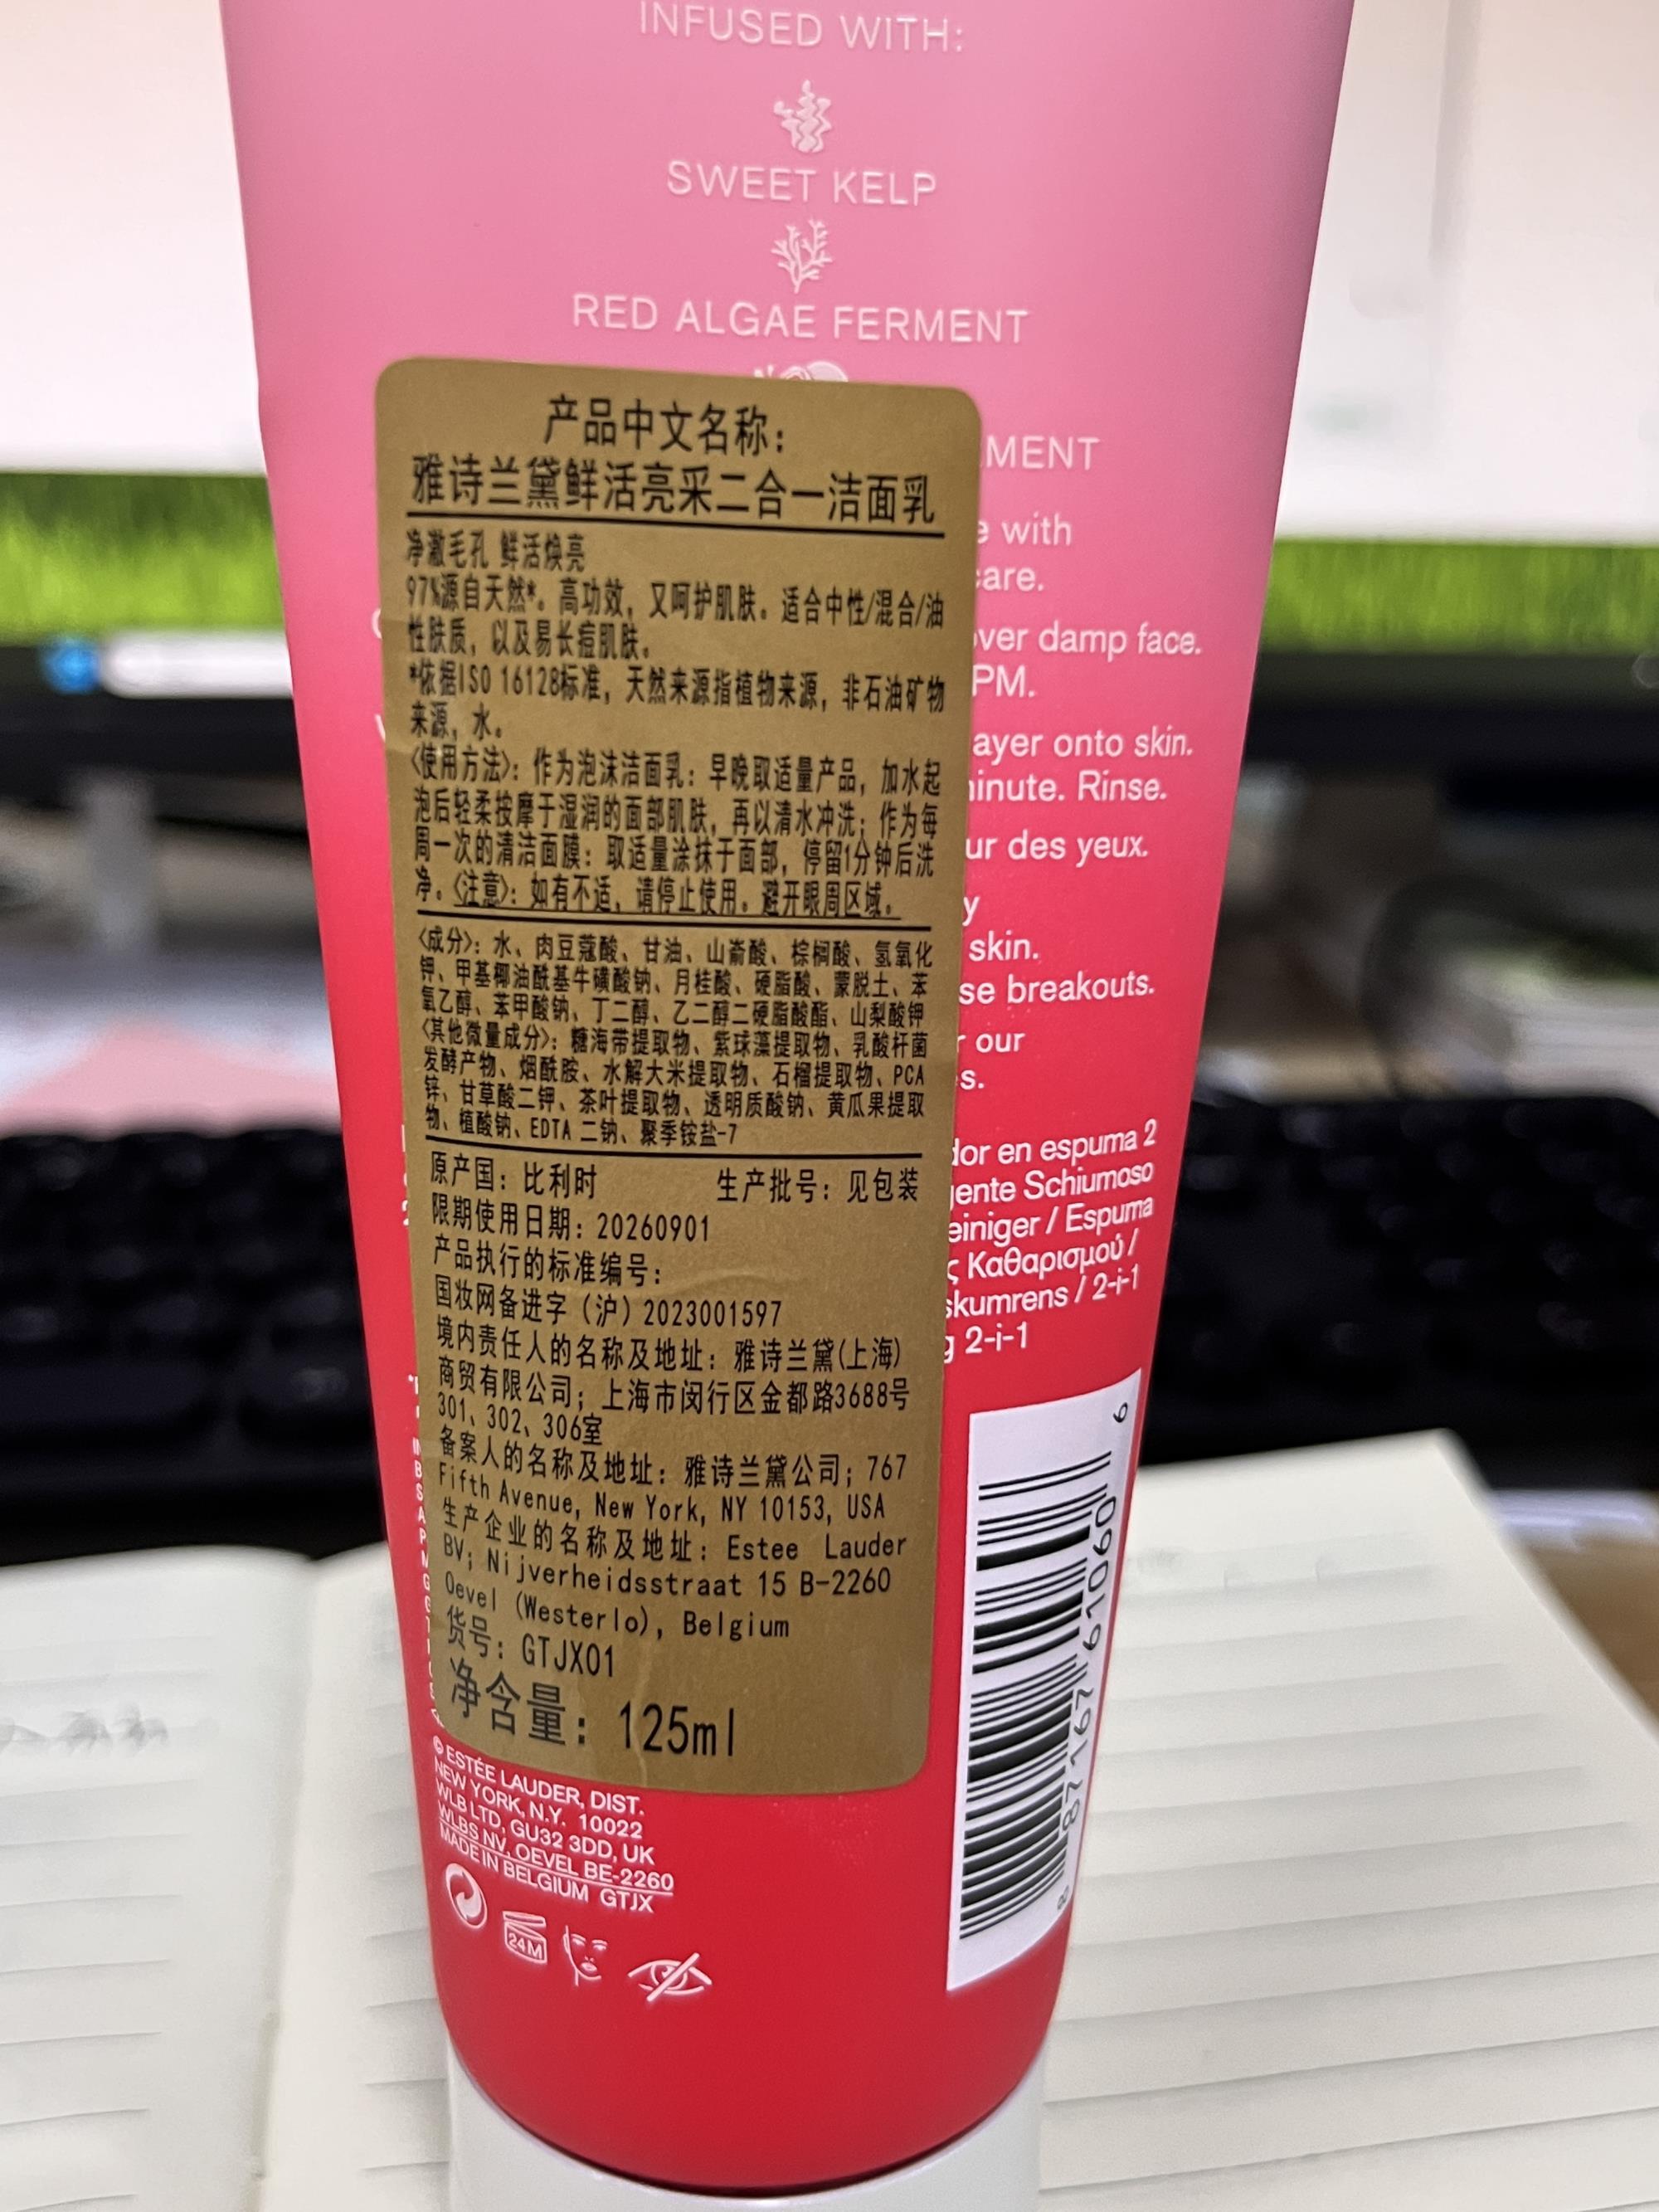 INFUSED WITH:
SWEET KELP
RED ALGAE FERMENT
MENT
with
care.
over damp face.
PM.
ayer onto skin.
minute. Rinse.
ur des yeux.
y
skin.
se breakouts.
our
s.
dor en espuma 2
gente Schiumoso
einiger / Espuma
ς Καθαρισμού /
skumrens / 2-i-1
g 2-i-1
产品中文名称：
雅诗兰黛鲜活亮采二合一洁面乳
净澈毛孔 鲜活焕亮
97%源自天然*。高功效，又呵护肌肤。适合中性/混合/油
性肤质，以及易长痘肌肤。
*依据ISO 16128标准，天然来源指植物来源，非石油矿物
来源，水。
〈使用方法〉：作为泡沫洁面乳：早晚取适量产品，加水起
泡后轻柔按摩于湿润的面部肌肤，再以清水冲洗；作为每
周一次的清洁面膜：取适量涂抹于面部，停留1分钟后洗
净。〈注意〉：如有不适，请停止使用。避开眼周区域。
〈成分〉：水、肉豆蔻酸、甘油、山嵛酸、棕榈酸、氢氧化
钾、甲基椰油酰基牛磺酸钠、月桂酸、硬脂酸、蒙脱土、苯
氧乙醇、苯甲酸钠、丁二醇、乙二醇二硬脂酸酯、山梨酸钾
〈其他微量成分〉：糖海带提取物、紫球藻提取物、乳酸杆菌
发酵产物、烟酰胺、水解大米提取物、石榴提取物、PCA
锌、甘草酸二钾、茶叶提取物、透明质酸钠、黄瓜果提取
物、植酸钠、EDTA 二钠、聚季铵盐-7
原产国：比利时 生产批号：见包装
限期使用日期：20260901
产品执行的标准编号：
国妆网备进字（沪）2023001597
境内责任人的名称及地址：雅诗兰黛(上海)
商贸有限公司；上海市闵行区金都路3688号
301、302、306室
备案人的名称及地址：雅诗兰黛公司；767
Fifth Avenue, New York, NY 10153, USA
生产企业的名称及地址：Estee Lauder
BV; Nijverheidsstraat 15 B-2260
Oevel (Westerlo), Belgium
货号：GTJX01
净含量：125ml
© ESTÉE LAUDER, DIST.
NEW YORK, N.Y. 10022
WLB LTD, GU32 3DD, UK
WLBS NV, OEVEL BE-2260
MADE IN BELGIUM GTJX
24M
8 87167 61060 9